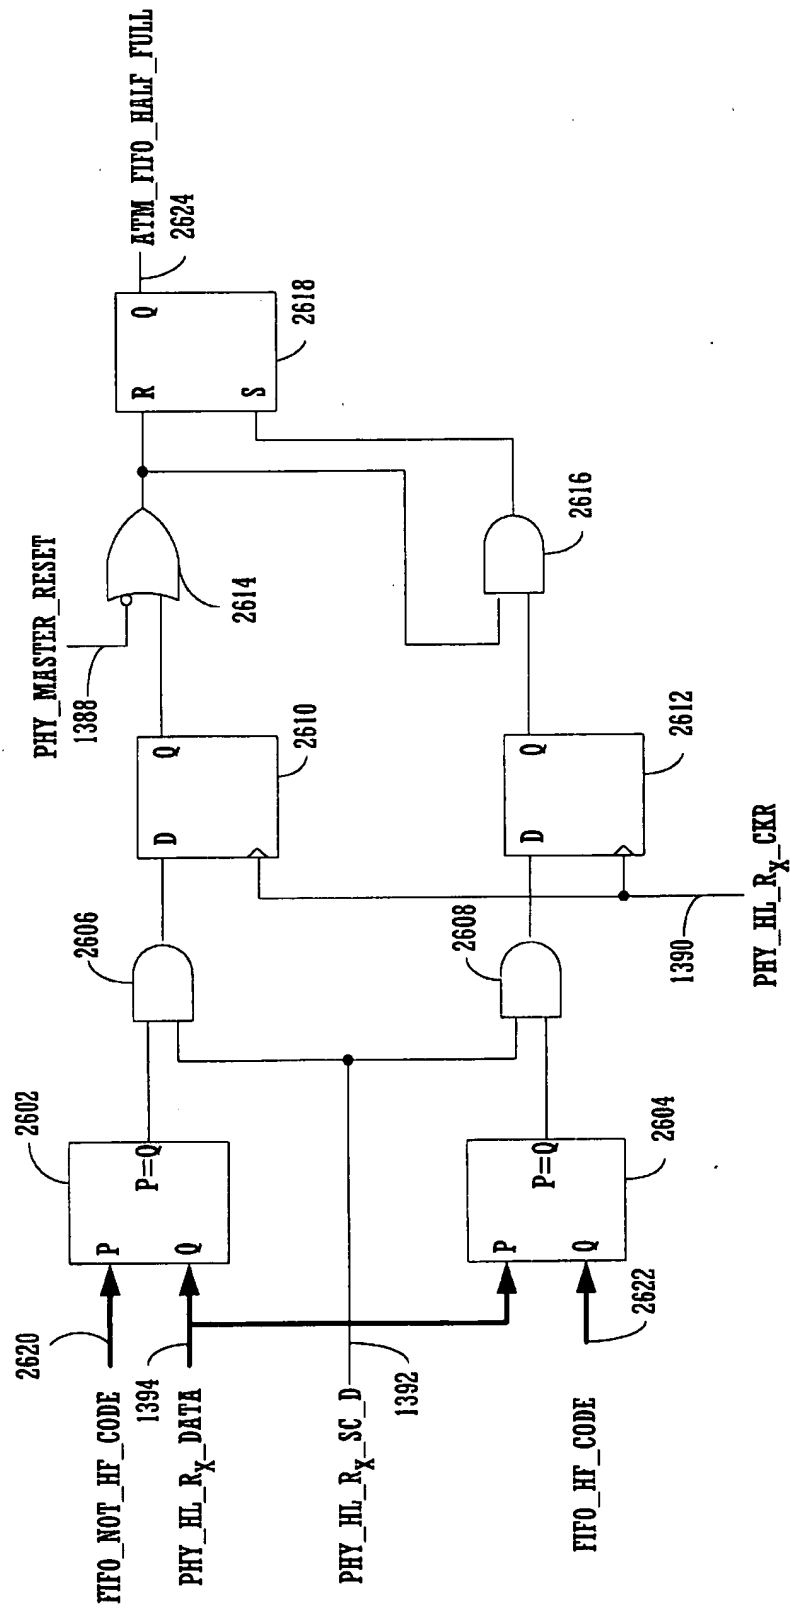 FIFO_NOT_HF_CODE
2620
1394
PHY_HL_RX_DATA
PHY_HL_RX_SC_D
1392
FIFO_HF_CODE
2622
P
Q
P=Q
2602
P
Q
P=Q
2604
2606
2608
D
Q
2610
D
Q
2612
1390
PHY_HL_RX_CKR
PHY_MASTER_RESET
1388
2614
2616
R
Q
S
2618
ATM_FIFO_HALF_FULL
2624